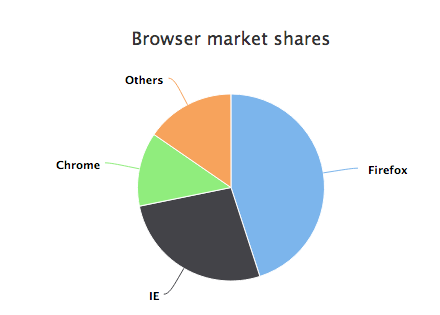 Browser market shares
Others
Chrome
Firefox
IE